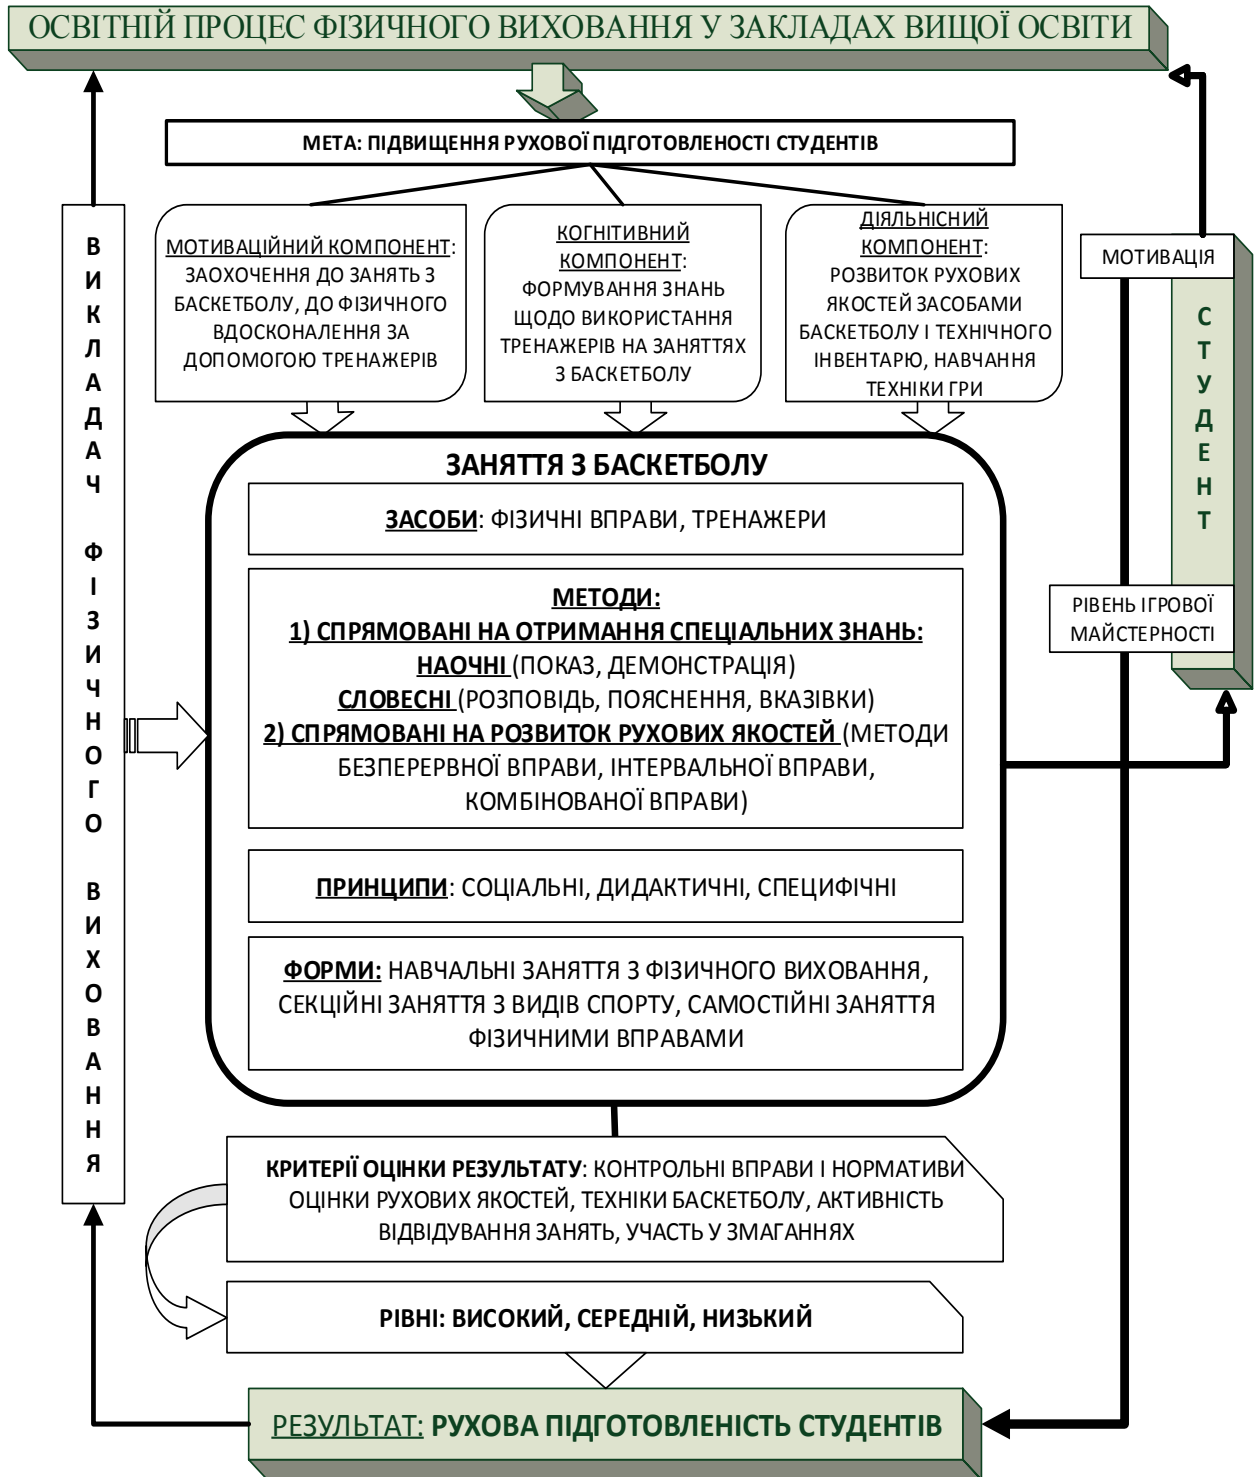 ОСВІТНІЙ ПРОЦЕС ФІЗИЧНОГО ВИХОВАННЯ У ЗАКЛАДАХ ВИЩОЇ ОСВІТИ
МЕТА: ПІДВИЩЕННЯ РУХОВОЇ ПІДГОТОВЛЕНОСТІ СТУДЕНТІВ
ВИКЛАДАЧ ФІЗИЧНОГО ВИХОВАННЯ
МОТИВАЦІЙНИЙ КОМПОНЕНТ:
ЗАОХОЧЕННЯ ДО ЗАНЯТЬ З
БАСКЕТБОЛУ, ДО ФІЗИЧНОГО
ВДОСКОНАЛЕННЯ ЗА
ДОПОМОГОЮ ТРЕНАЖЕРІВ
КОГНІТИВНИЙ
КОМПОНЕНТ:
ФОРМУВАННЯ ЗНАНЬ
ЩОДО ВИКОРИСТАННЯ
ТРЕНАЖЕРІВ НА ЗАНЯТТЯХ
З БАСКЕТБОЛУ
ДІЯЛЬНІСНИЙ
КОМПОНЕНТ:
РОЗВИТОК РУХОВИХ
ЯКОСТЕЙ ЗАСОБАМИ
БАСКЕТБОЛУ І ТЕХНІЧНОГО
ІНВЕНТАРЮ, НАВЧАННЯ
ТЕХНІКИ ГРИ
МОТИВАЦІЯ
СТУДЕНТ
РІВЕНЬ ІГРОВОЇ
МАЙСТЕРНОСТІ
ЗАНЯТТЯ З БАСКЕТБОЛУ
ЗАСОБИ: ФІЗИЧНІ ВПРАВИ, ТРЕНАЖЕРИ
МЕТОДИ:
1) СПРЯМОВАНІ НА ОТРИМАННЯ СПЕЦІАЛЬНИХ ЗНАНЬ:
НАОЧНІ (ПОКАЗ, ДЕМОНСТРАЦІЯ)
СЛОВЕСНІ (РОЗПОВІДЬ, ПОЯСНЕННЯ, ВКАЗІВКИ)
2) СПРЯМОВАНІ НА РОЗВИТОК РУХОВИХ ЯКОСТЕЙ (МЕТОДИ
БЕЗПЕРЕРВНОЇ ВПРАВИ, ІНТЕРВАЛЬНОЇ ВПРАВИ,
КОМБІНОВАНОЇ ВПРАВИ)
ПРИНЦИПИ: СОЦІАЛЬНІ, ДИДАКТИЧНІ, СПЕЦИФІЧНІ
ФОРМИ: НАВЧАЛЬНІ ЗАНЯТТЯ З ФІЗИЧНОГО ВИХОВАННЯ,
СЕКЦІЙНІ ЗАНЯТТЯ З ВИДІВ СПОРТУ, САМОСТІЙНІ ЗАНЯТТЯ
ФІЗИЧНИМИ ВПРАВАМИ
КРИТЕРІЇ ОЦІНКИ РЕЗУЛЬТАТУ: КОНТРОЛЬНІ ВПРАВИ І НОРМАТИВИ
ОЦІНКИ РУХОВИХ ЯКОСТЕЙ, ТЕХНІКИ БАСКЕТБОЛУ, АКТИВНІСТЬ
ВІДВІДУВАННЯ ЗАНЯТЬ, УЧАСТЬ У ЗМАГАННЯХ
РІВНІ: ВИСОКИЙ, СЕРЕДНІЙ, НИЗЬКИЙ
РЕЗУЛЬТАТ: РУХОВА ПІДГОТОВЛЕНІСТЬ СТУДЕНТІВ